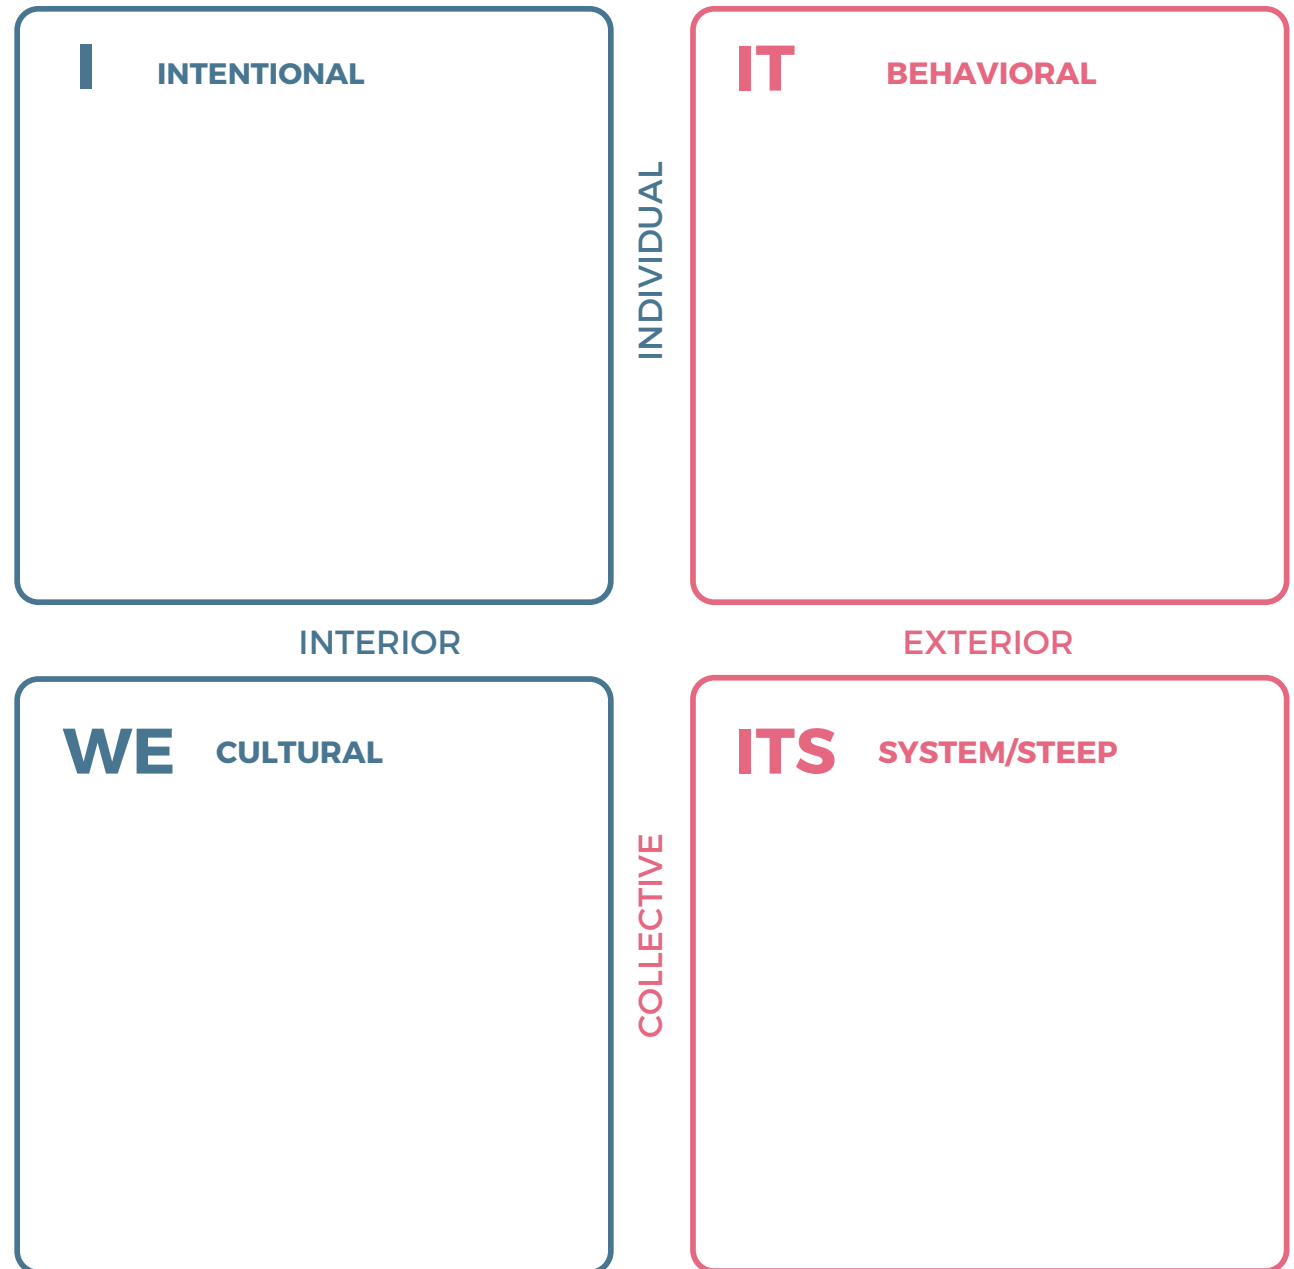 I INTENTIONAL
IT BEHAVIORAL
INDIVIDUAL
INTERIOR
EXTERIOR
WE CULTURAL
ITS SYSTEM/STEEP
COLLECTIVE